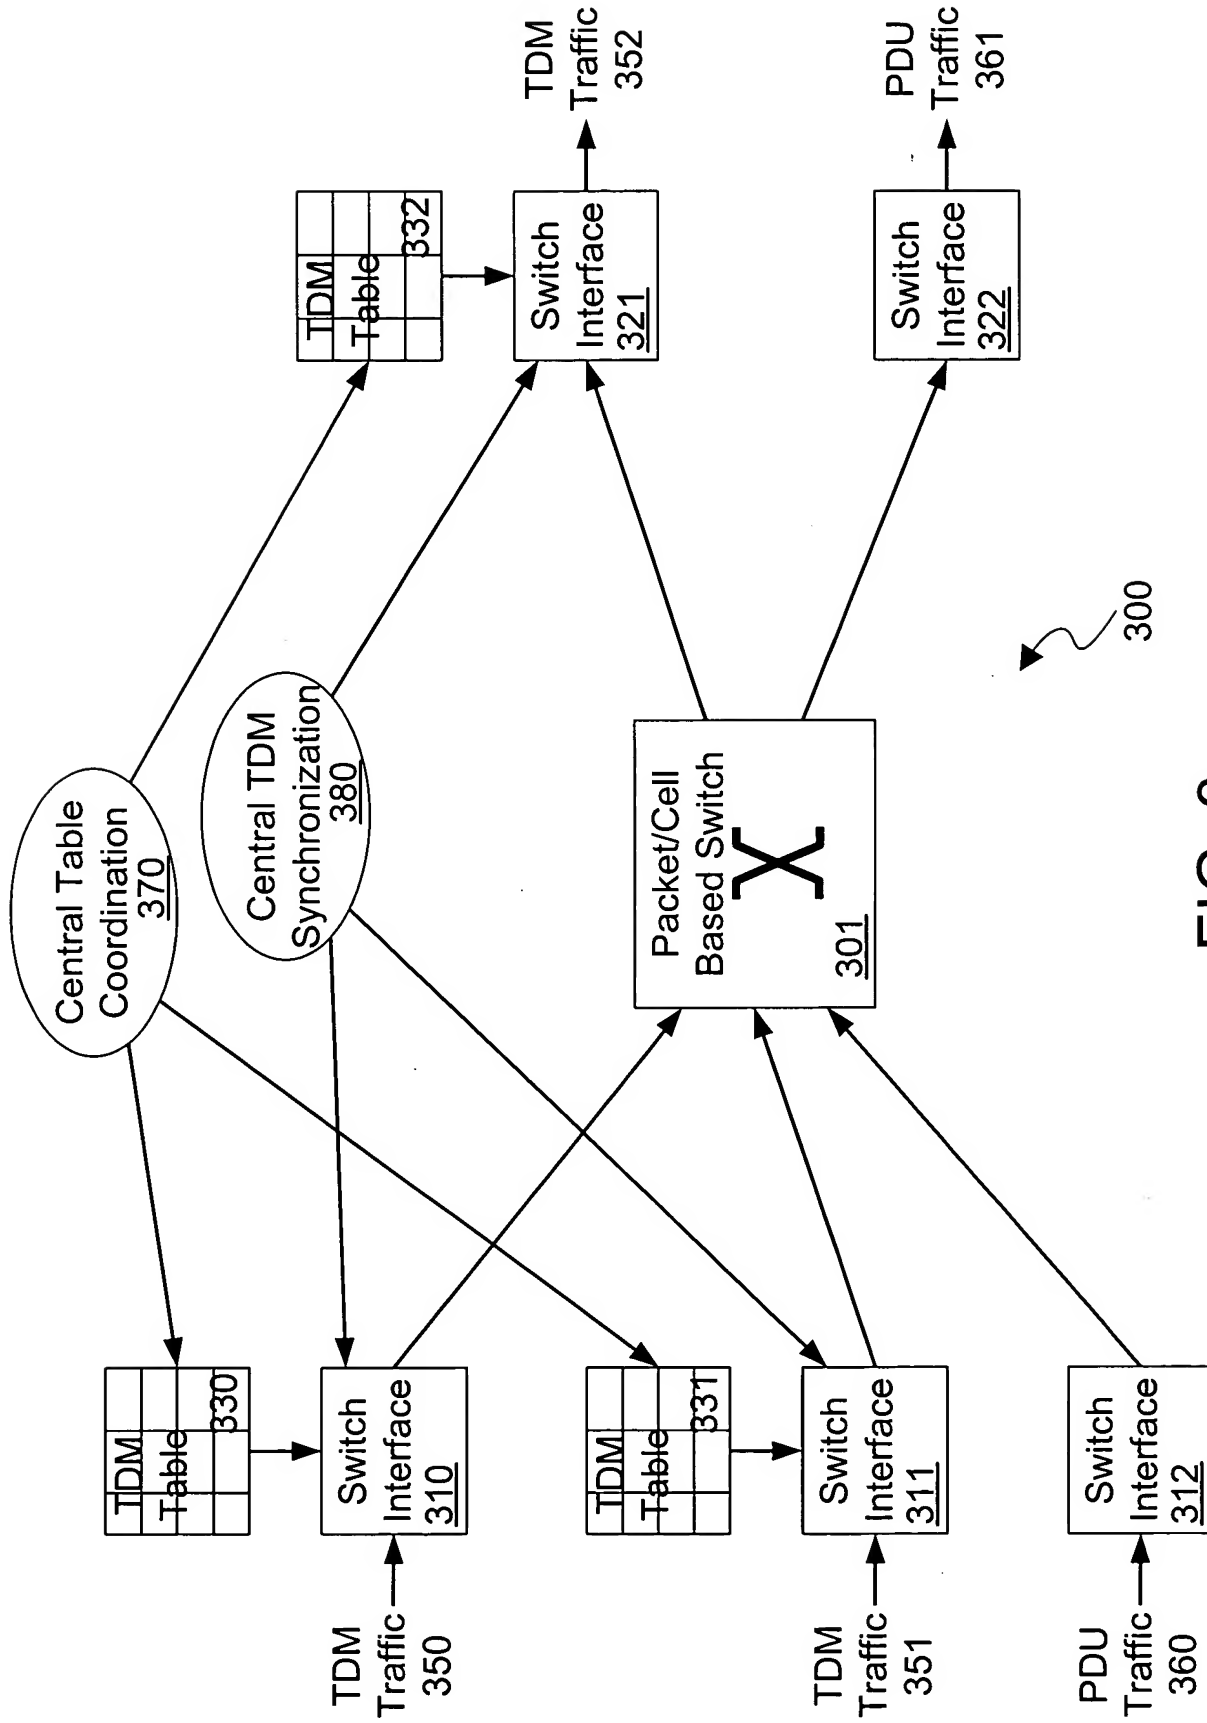 Central Table
Coordination
370
Central TDM
Synchronization
380
TDM
Table
330
TDM
Table
332
Switch
Interface
310
TDM
Traffic
350
Switch
Interface
321
TDM
Traffic
352
TDM
Table
331
Packet/Cell
Based Switch
301
Switch
Interface
311
TDM
Traffic
351
Switch
Interface
322
PDU
Traffic
361
Switch
Interface
312
PDU
Traffic
360
300